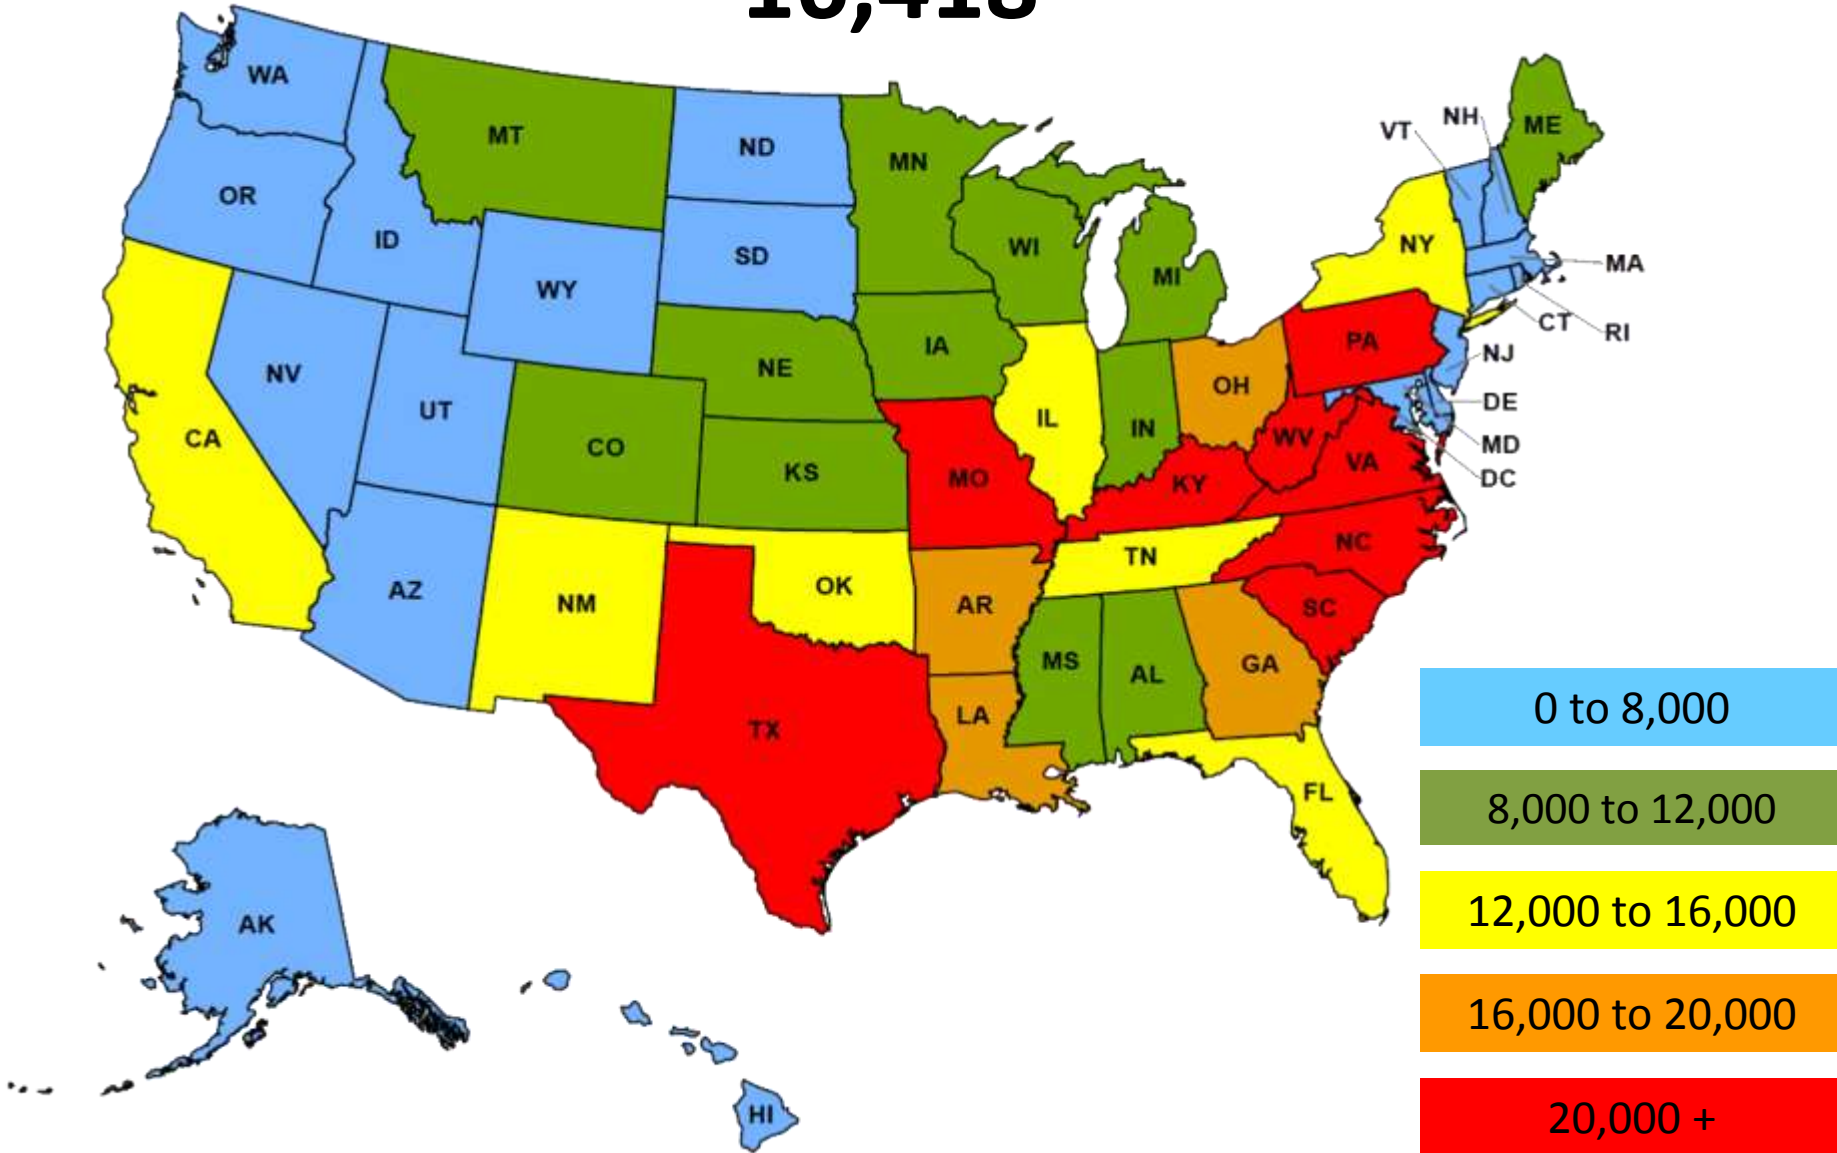 WA
MT
ND
MN
OR
ID
SD
WI
MI
WY
VT
NH
ME
NY
MA
RI
CT
NJ
PA
DE
MD
DC
NV
UT
CA
CO
NE
IA
KS
IL
IN
OH
WV
VA
MO
KY
NC
TN
AZ
NM
OK
AR
SC
MS
AL
GA
TX
LA
FL
AK
HI
0 to 8,000
8,000 to 12,000
12,000 to 16,000
16,000 to 20,000
20,000 +